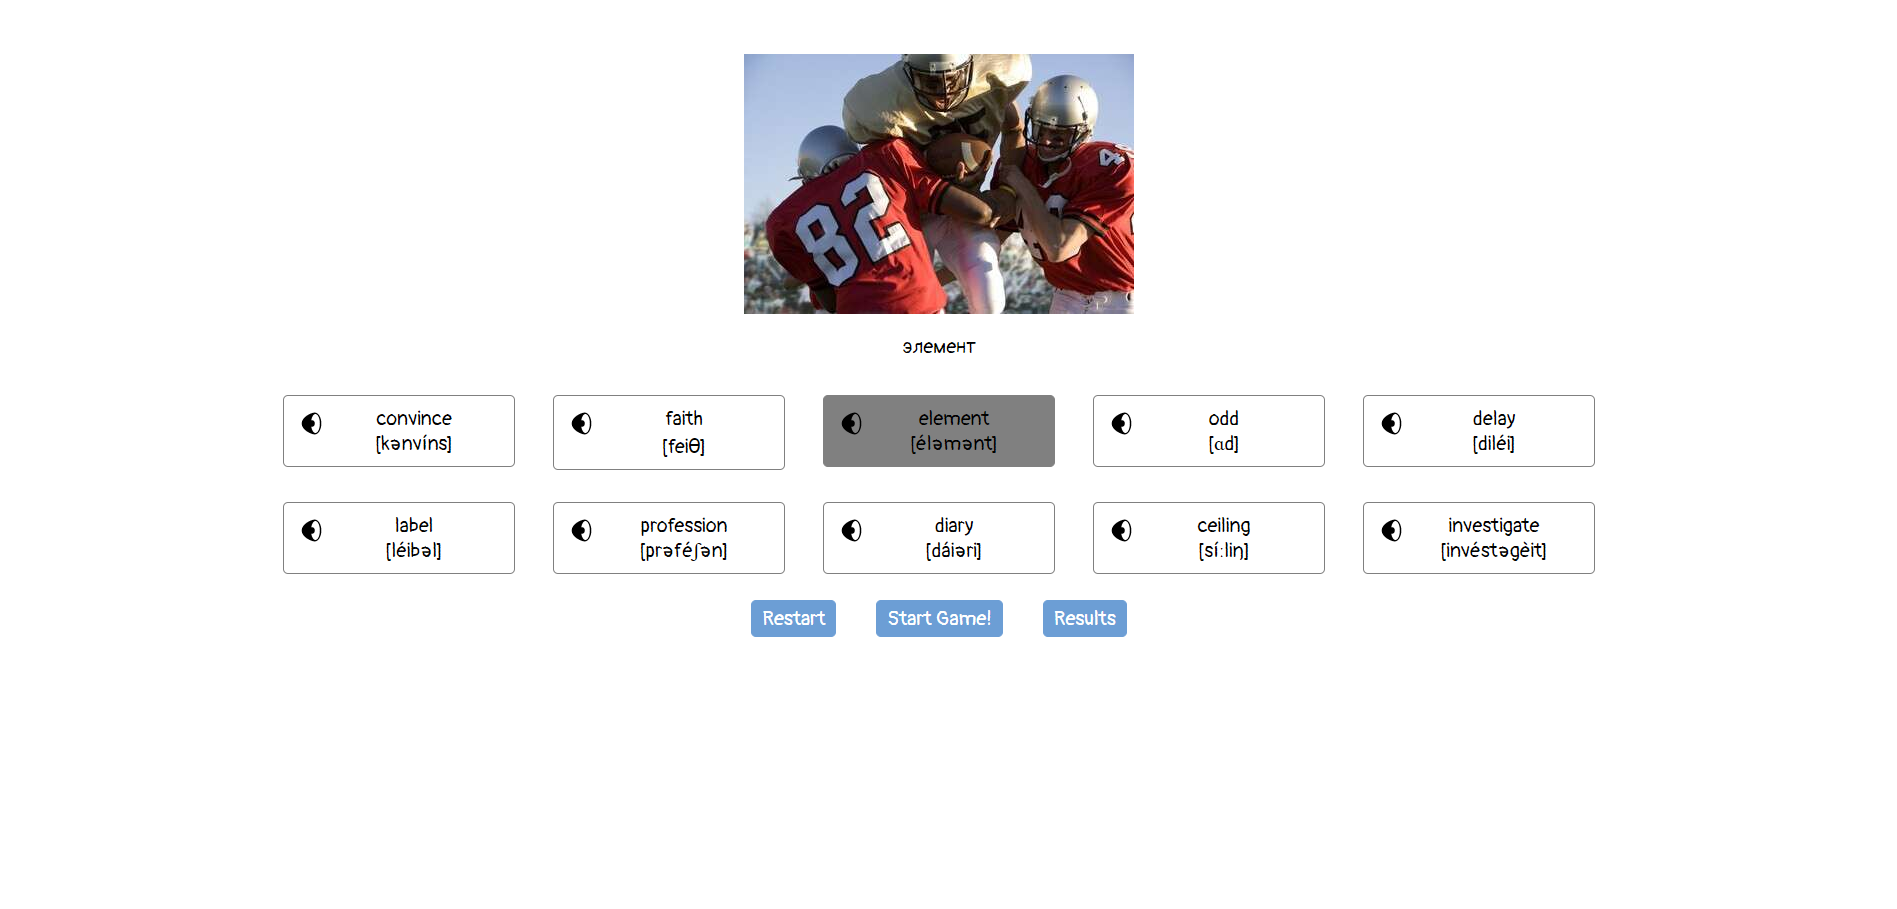 82
4
элемент
convince
[kənvíns]
faith
[feiθ]
element
[éləmənt]
odd
[ɑd]
delay
[diléi]
label
[léibəl]
profession
[prəféʃən]
diary
[dáiəri]
ceiling
[síːliŋ]
investigate
[invéstəgèit]
Restart
Start Game!
Results